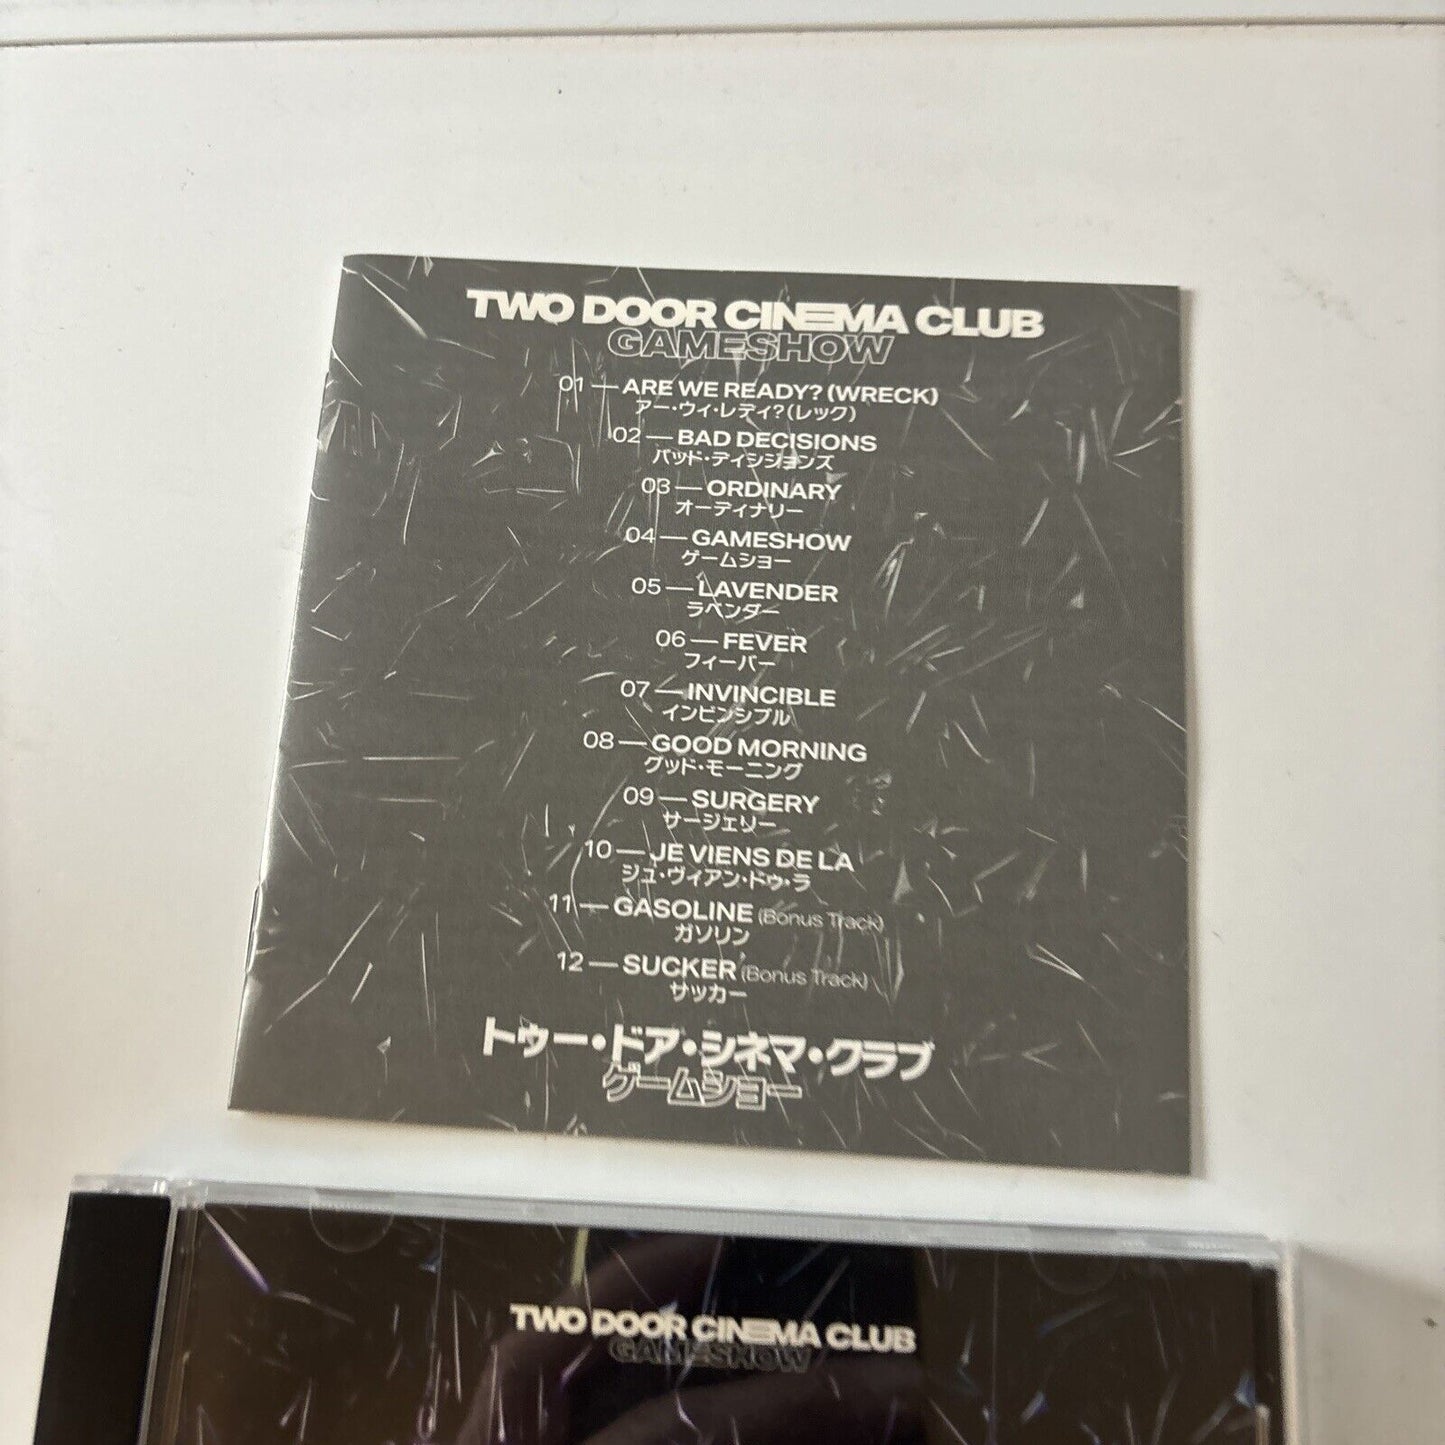 TWO DOOR CINEMA CLUB
GAMESHOW
01 — ARE WE READY? (WRECK)
アー・ウィ・レディ?(レック)
02 — BAD DECISIONS
バッド・ディシジョンズ
03 — ORDINARY
オーディナリー
04 — GAMESHOW
ゲームショー
05 — LAVENDER
ラベンダー
06 — FEVER
フィーバー
07 — INVINCIBLE
インビンシブル
08 — GOOD MORNING
グッド・モーニング
09 — SURGERY
サージェリー
10 — JE VIENS DE LA
ジュ・ヴィアン・ドゥ・ラ
11 — GASOLINE (Bonus Track)
ガソリン
12 — SUCKER (Bonus Track)
サッカー
トゥー・ドア・シネマ・クラブ
ゲームショー
TWO DOOR CINEMA CLUB
GAMESHOW